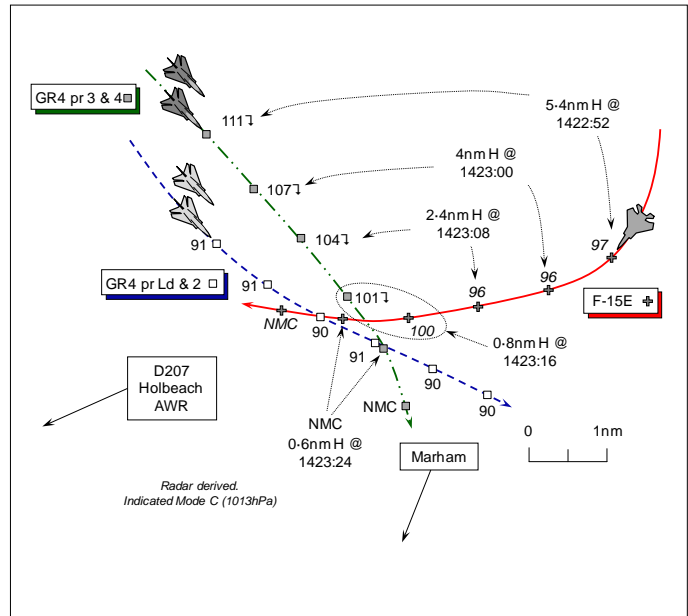 GR4 pr 3 & 4
111↴
5·4nm H @
1422:52
107↴
4nm H @
1423:00
104↴
2·4nm H @
1423:08
97
91
GR4 pr Ld & 2
91
96
96
F-15E
101↴
NMC
90
100
0·8nm H @
1423:16
91
D207
Holbeach
AWR
90
90
NMC
NMC
0·6nm H @
1423:24
0
1nm
Marham
Radar derived.
Indicated Mode C (1013hPa)